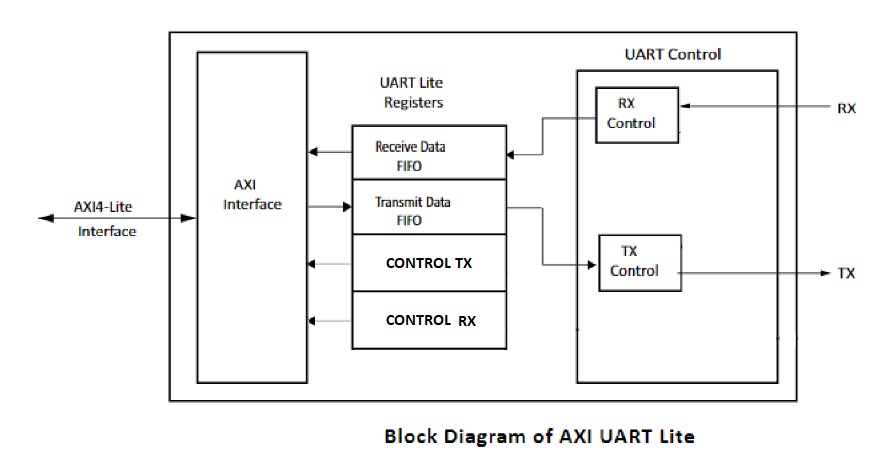 UART Control
UART Lite
Registers
RX
Control
RX
Receive Data
FIFO
AXI
Interface
AXI4-Lite
Interface
Transmit Data
FIFO
CONTROL TX
TX
Control
TX
CONTROL RX
Block Diagram of AXI UART Lite